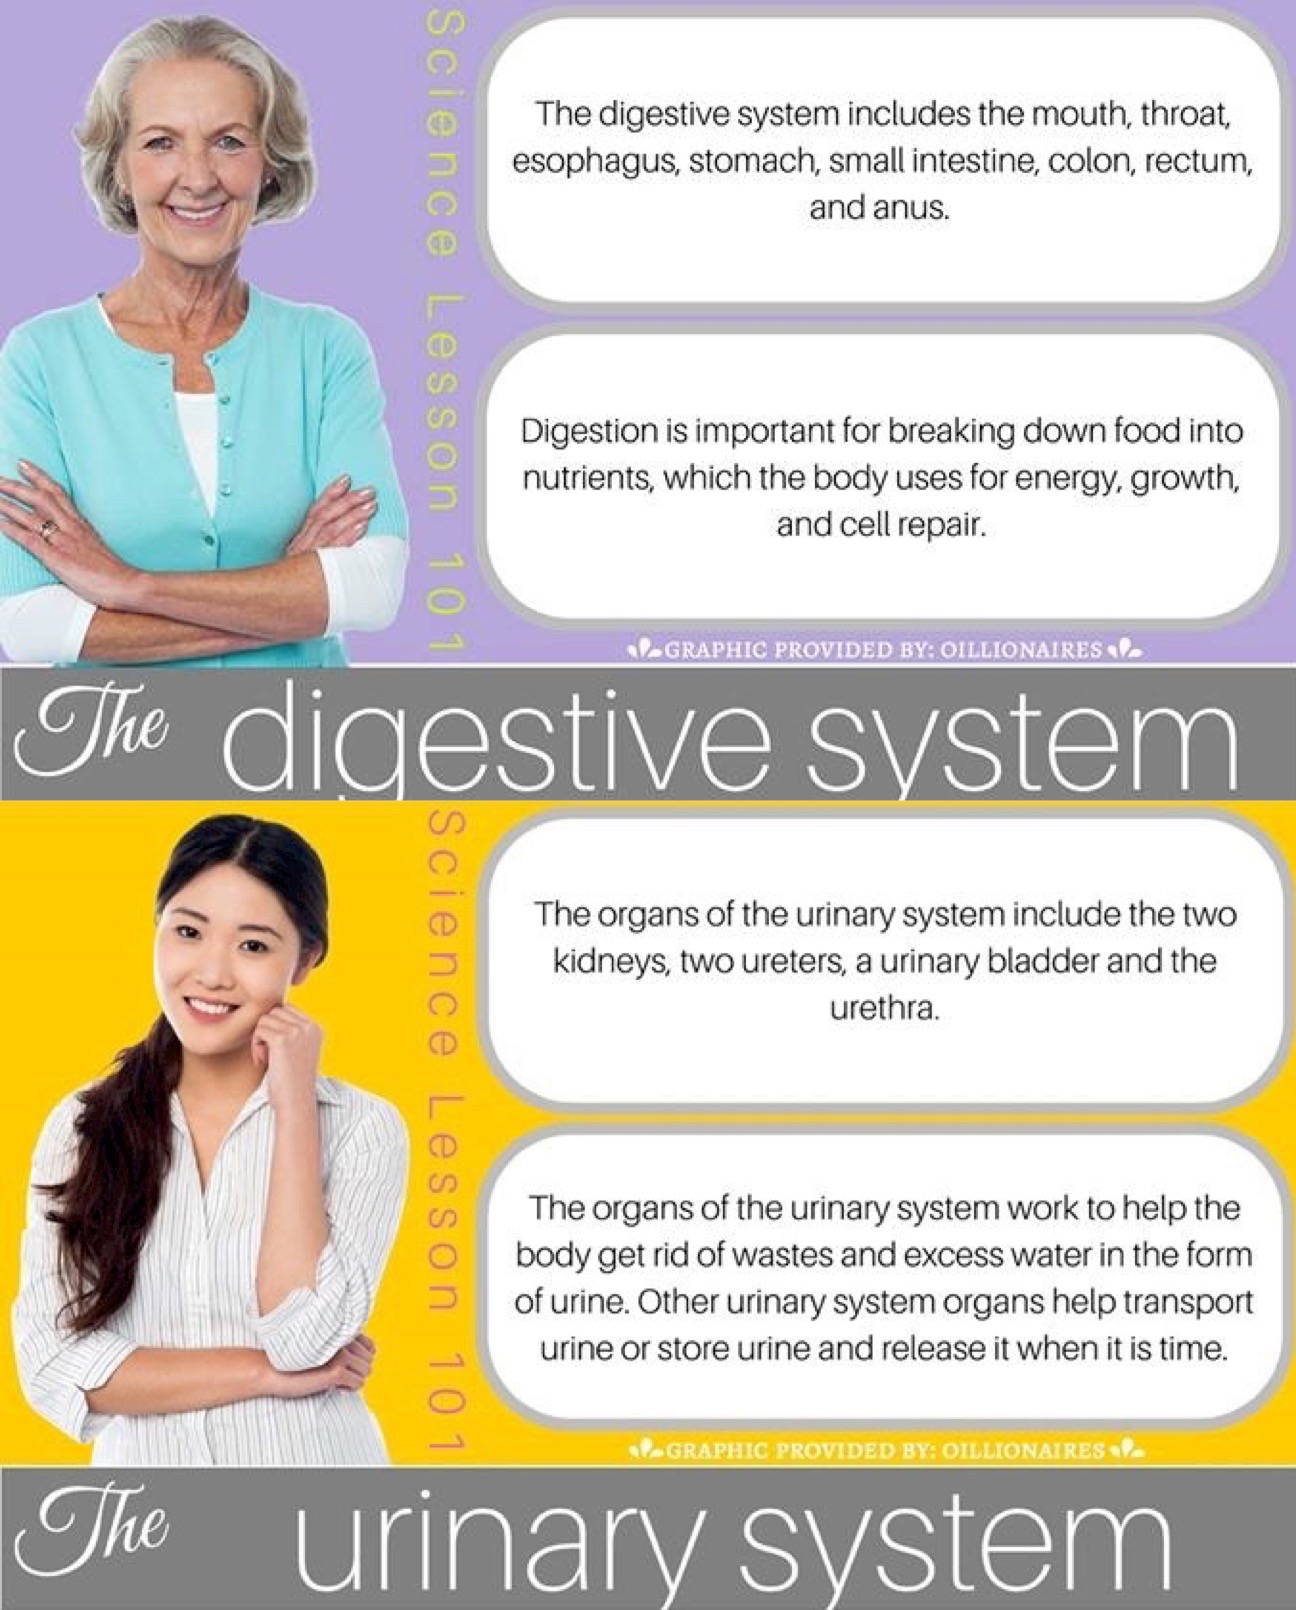 Science Lesson 101
The digestive system includes the mouth, throat,
esophagus, stomach, small intestine, colon, rectum,
and anus.
Digestion is important for breaking down food into
nutrients, which the body uses for energy, growth,
and cell repair.
GRAPHIC PROVIDED BY: OILLIONAIRES
The digestive system
Science Lesson 101
The organs of the urinary system include the two
kidneys, two ureters, a urinary bladder and the
urethra.
The organs of the urinary system work to help the
body get rid of wastes and excess water in the form
of urine. Other urinary system organs help transport
urine or store urine and release it when it is time.
GRAPHIC PROVIDED BY: OILLIONAIRES
The urinary system